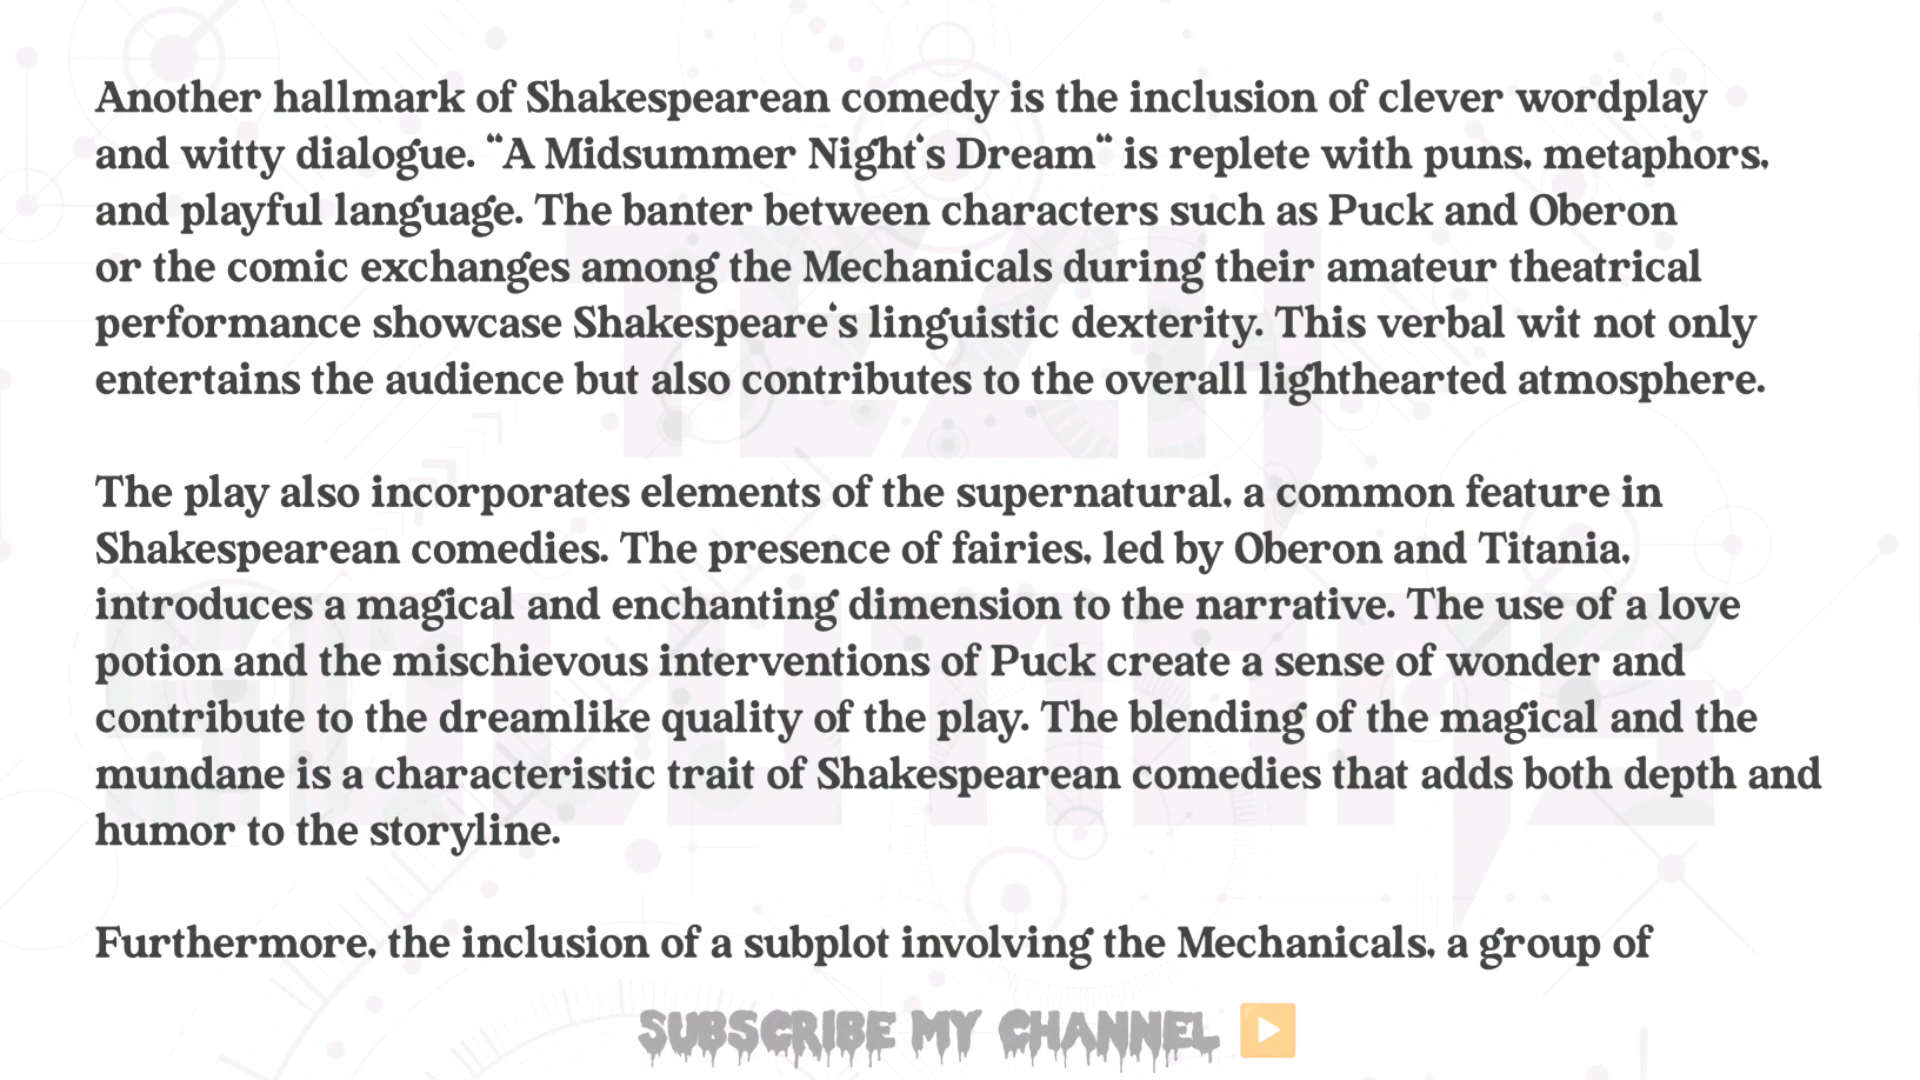 Another hallmark of Shakespearean comedy is the inclusion of clever wordplay
and witty dialogue. "A Midsummer Night's Dream" is replete with puns, metaphors,
and playful language. The banter between characters such as Puck and Oberon
or the comic exchanges among the Mechanicals during their amateur theatrical
performance showcase Shakespeare's linguistic dexterity. This verbal wit not only
entertains the audience but also contributes to the overall lighthearted atmosphere.
The play also incorporates elements of the supernatural, a common feature in
Shakespearean comedies. The presence of fairies, led by Oberon and Titania,
introduces a magical and enchanting dimension to the narrative. The use of a love
potion and the mischievous interventions of Puck create a sense of wonder and
contribute to the dreamlike quality of the play. The blending of the magical and the
mundane is a characteristic trait of Shakespearean comedies that adds both depth and
humor to the storyline.
Furthermore, the inclusion of a subplot involving the Mechanicals, a group of
SUBSCRIBE MY CHANNEL